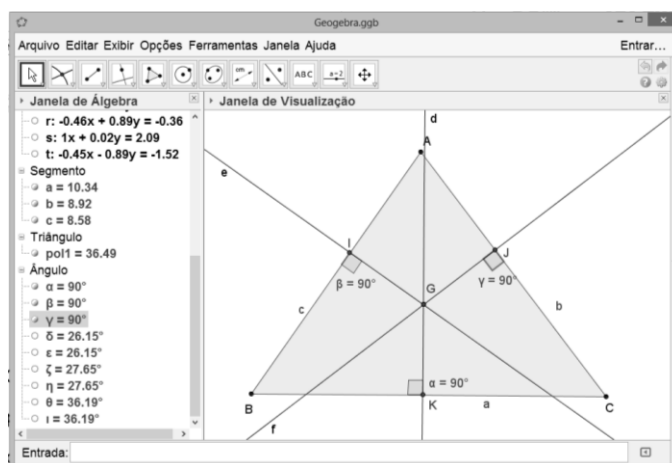 Geogebra.ggb
Arquivo Editar Exibir Opções Ferramentas Janela Ajuda
Entrar...
ABC
a=2
Janela de Álgebra
r: -0.46x + 0.89y = -0.36
s: 1x + 0.02y = 2.09
t: -0.45x - 0.89y = -1.52
Segmento
a = 10.34
b = 8.92
c = 8.58
Triângulo
pol1 = 36.49
Ângulo
α = 90°
β = 90°
γ = 90°
δ = 26.15°
ε = 26.15°
ζ = 27.65°
η = 27.65°
θ = 36.19°
ι = 36.19°
Janela de Visualização
d
A
e
I
J
β = 90°
G
γ = 90°
c
b
α = 90°
B
K
a
C
f
Entrada: